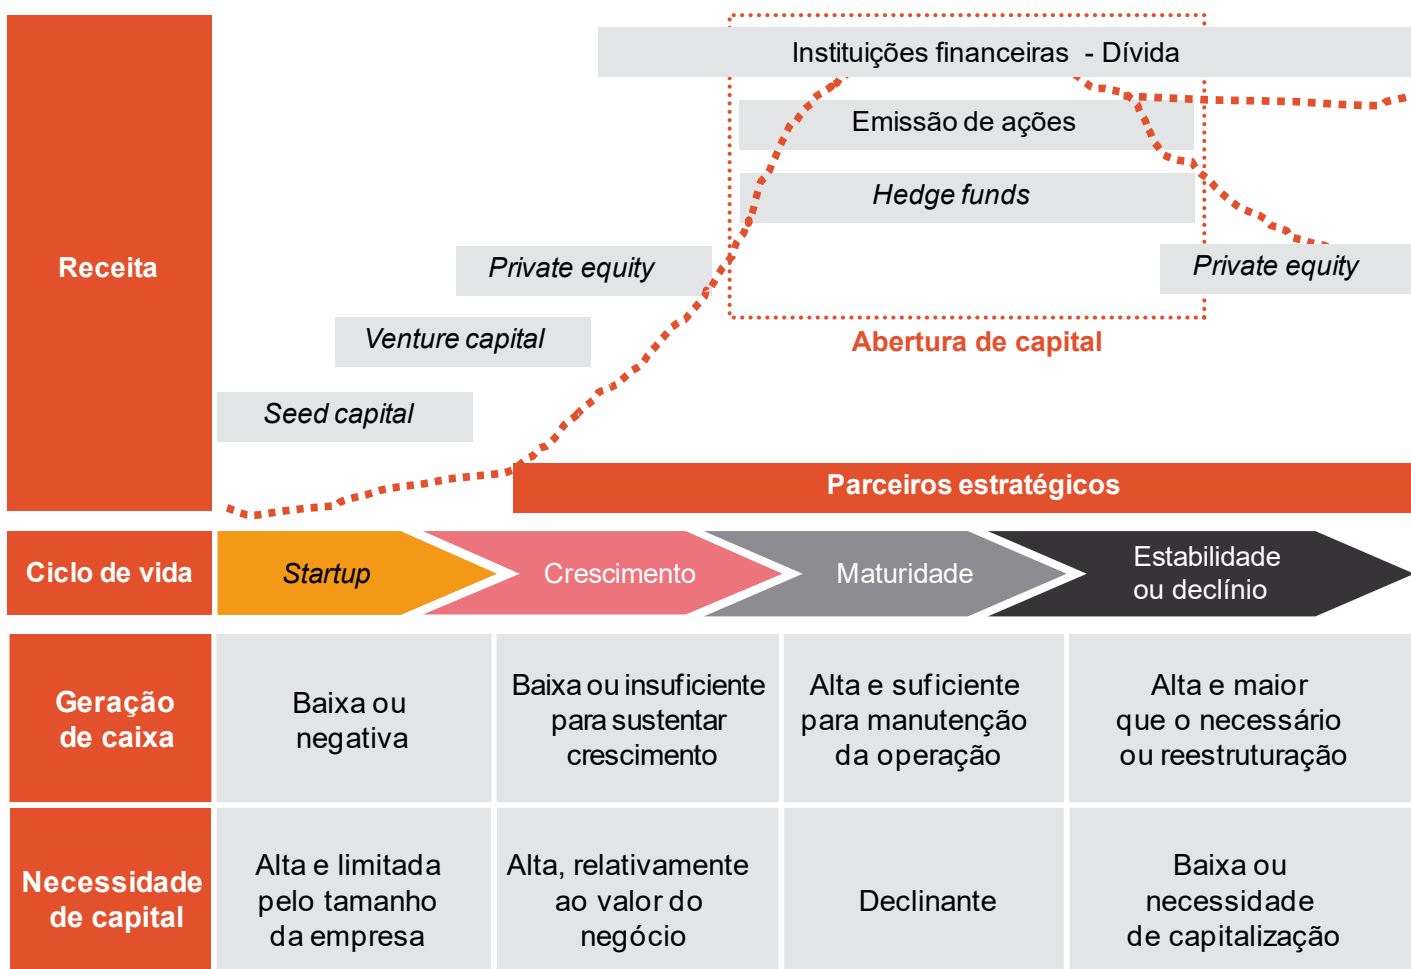 Instituições financeiras - Dívida
Emissão de ações
Hedge funds
Receita
Private equity
Private equity
Venture capital
Abertura de capital
Seed capital
Parceiros estratégicos
Ciclo de vida
Startup
Crescimento
Maturidade
Estabilidade
ou declínio
Geração
de caixa
Baixa ou
negativa
Baixa ou insuficiente
para sustentar
crescimento
Alta e suficiente
para manutenção
da operação
Alta e maior
que o necessário
ou reestruturação
Necessidade
de capital
Alta e limitada
pelo tamanho
da empresa
Alta, relativamente
ao valor do
negócio
Declinante
Baixa ou
necessidade
de capitalização